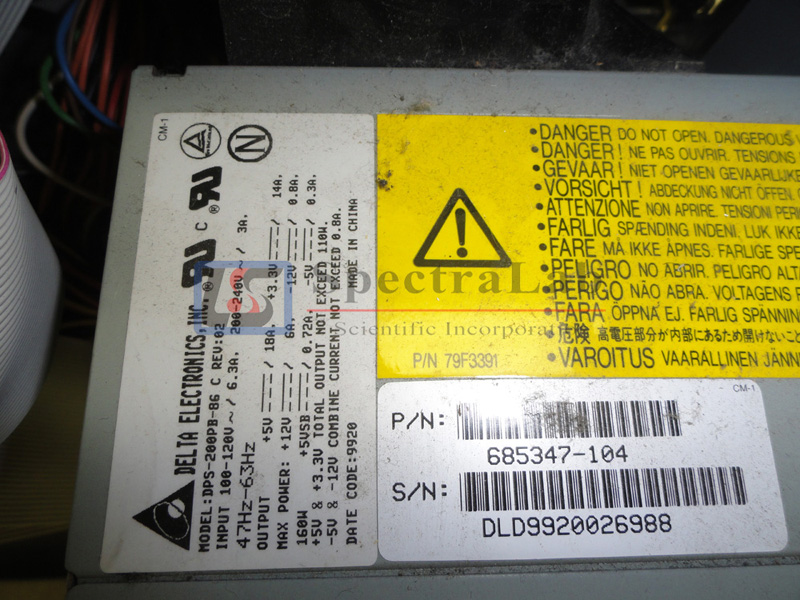 CM-1
DELTA ELECTRONICS, INC.
MODEL: DPS-200PB-86 C REV:02
INPUT 100-120V ~/ 6.3A. 200-240V ~/ 3A.
47Hz-63Hz
OUTPUT +5V ⎓/ 18A. +3.3V ⎓/ 14A.
MAX POWER: +12V ⎓/ 6A. -12V ⎓/ 0.8A.
160W +5VSB ⎓/ 0.72A. -5V ⎓/ 0.3A.
+5V & +3.3V TOTAL OUTPUT NOT EXCEED 110W.
-5V & -12V COMBINE CURRENT NOT EXCEED 0.8A.
DATE CODE:9920 MADE IN CHINA
•DANGER DO NOT OPEN. DANGEROUS
•DANGER! NE PAS OUVRIR. TENSIONS
•GEVAAR! NIET OPENEN GEVAARLIJKE
•VORSICHT! ABDECKUNG NICHT ÖFFEN.
•ATTENZIONE NON APRIRE. TENSIONI
•FARLIG SPÆNDING INDENI. LUK IKKE
•FARE MÅ IKKE ÅPNES. FARLIGE
•PELIGRO NO ABRIR. PELIGRO
•PERIGO NÃO ABRA. VOLTAGENS
•FARA ÖPPNA EJ. FARLIG SPÄNNING
•危険 高電圧部分が内部にあるため開けないこと
•VAROITUS VAARALLINEN
P/N 79F3391
SpectraLab
Scientific Incorporated
CM-1
P/N:
685347-104
S/N:
DLD9920026988